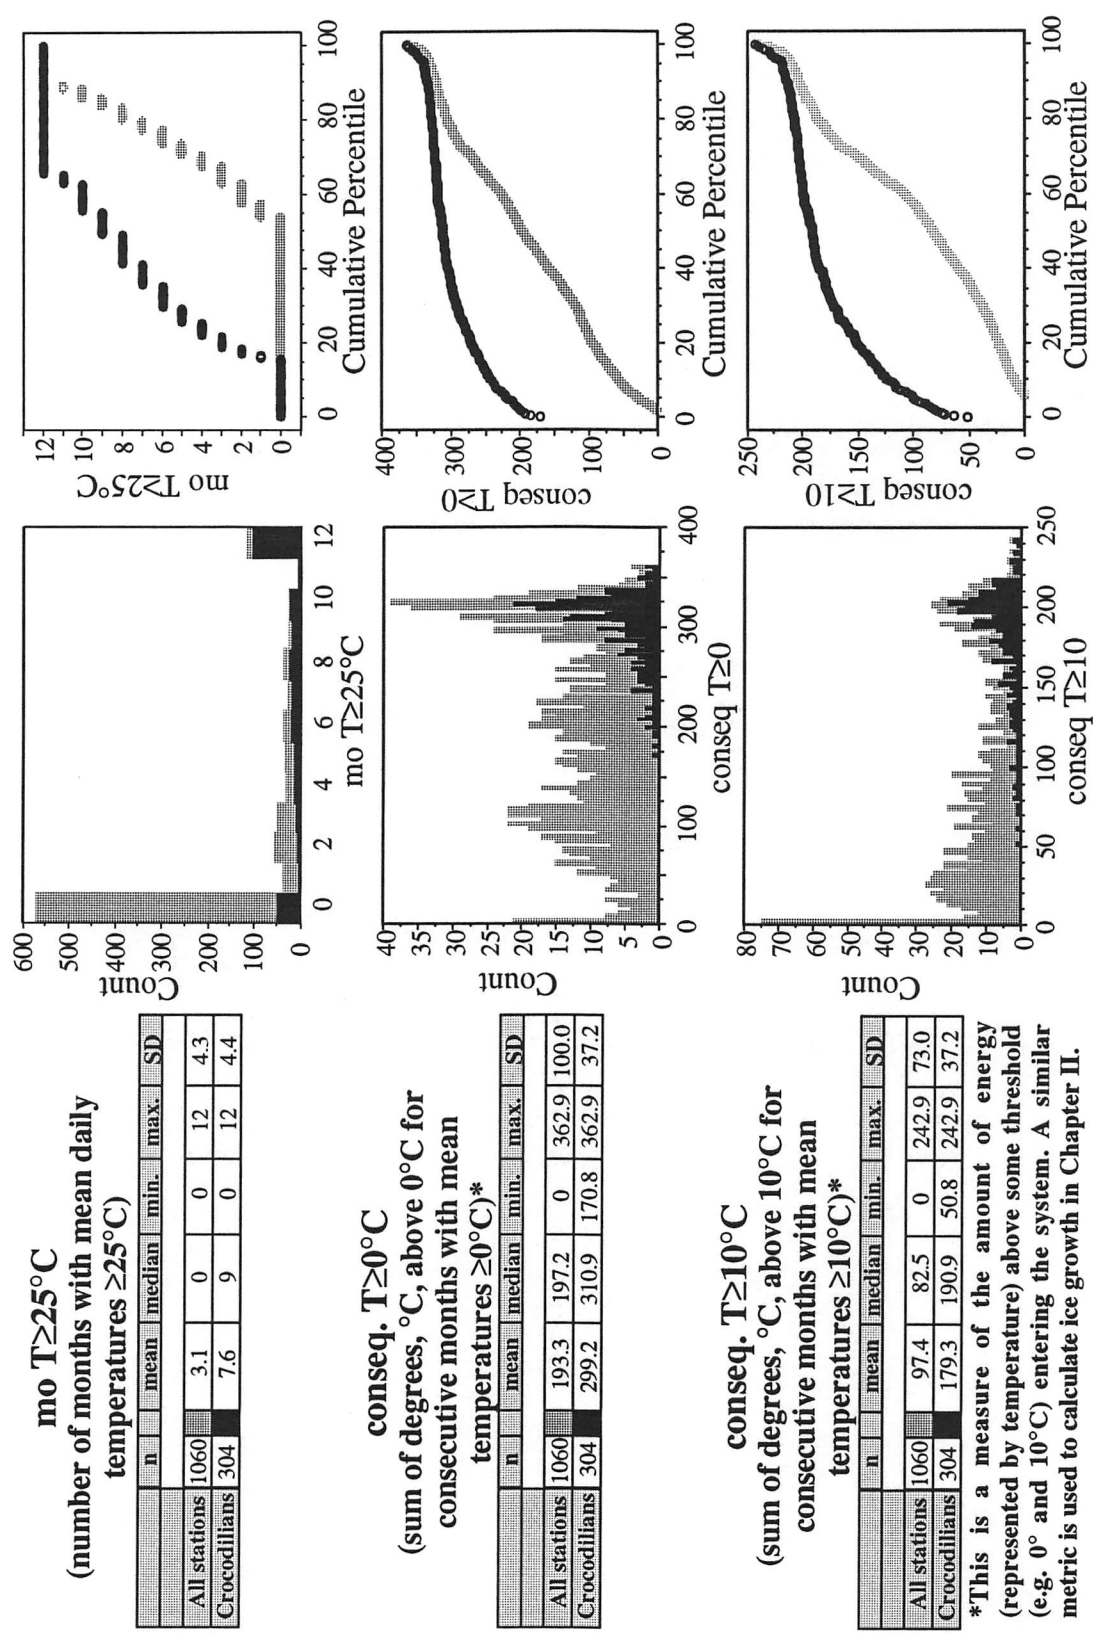 mo T≥25°C
(number of months with mean daily
temperatures ≥25°C)
n mean median min. max. SD
All stations 1060 3.1 0 0 12 4.3
Crocodilians 304 7.6 9 0 12 4.4
Count
600
500
400
300
200
100
0
0 2 4 6 8 10 12
mo T≥25°C
mo T≥25°C
12
10
8
6
4
2
0
0 20 40 60 80 100
Cumulative Percentile
conseq. T≥0°C
(sum of degrees, °C, above 0°C for
consecutive months with mean
temperatures ≥0°C)*
n mean median min. max. SD
All stations 1060 193.3 197.2 0 362.9 100.0
Crocodilians 304 299.2 310.9 170.8 362.9 37.2
Count
40
35
30
25
20
15
10
5
0
0 100 200 300 400
conseq T≥0
conseq T≥0
400
300
200
100
0
0 20 40 60 80 100
Cumulative Percentile
conseq. T≥10°C
(sum of degrees, °C, above 10°C for
consecutive months with mean
temperatures ≥10°C)*
n mean median min. max. SD
All stations 1060 97.4 82.5 0 242.9 73.0
Crocodilians 304 179.3 190.9 50.8 242.9 37.2
Count
80
70
60
50
40
30
20
10
0
0 50 100 150 200 250
conseq T≥10
conseq T≥10
250
200
150
100
50
0
0 20 40 60 80 100
Cumulative Percentile
*This is a measure of the amount of energy
(represented by temperature) above some threshold
(e.g. 0° and 10°C) entering the system. A similar
metric is used to calculate ice growth in Chapter II.